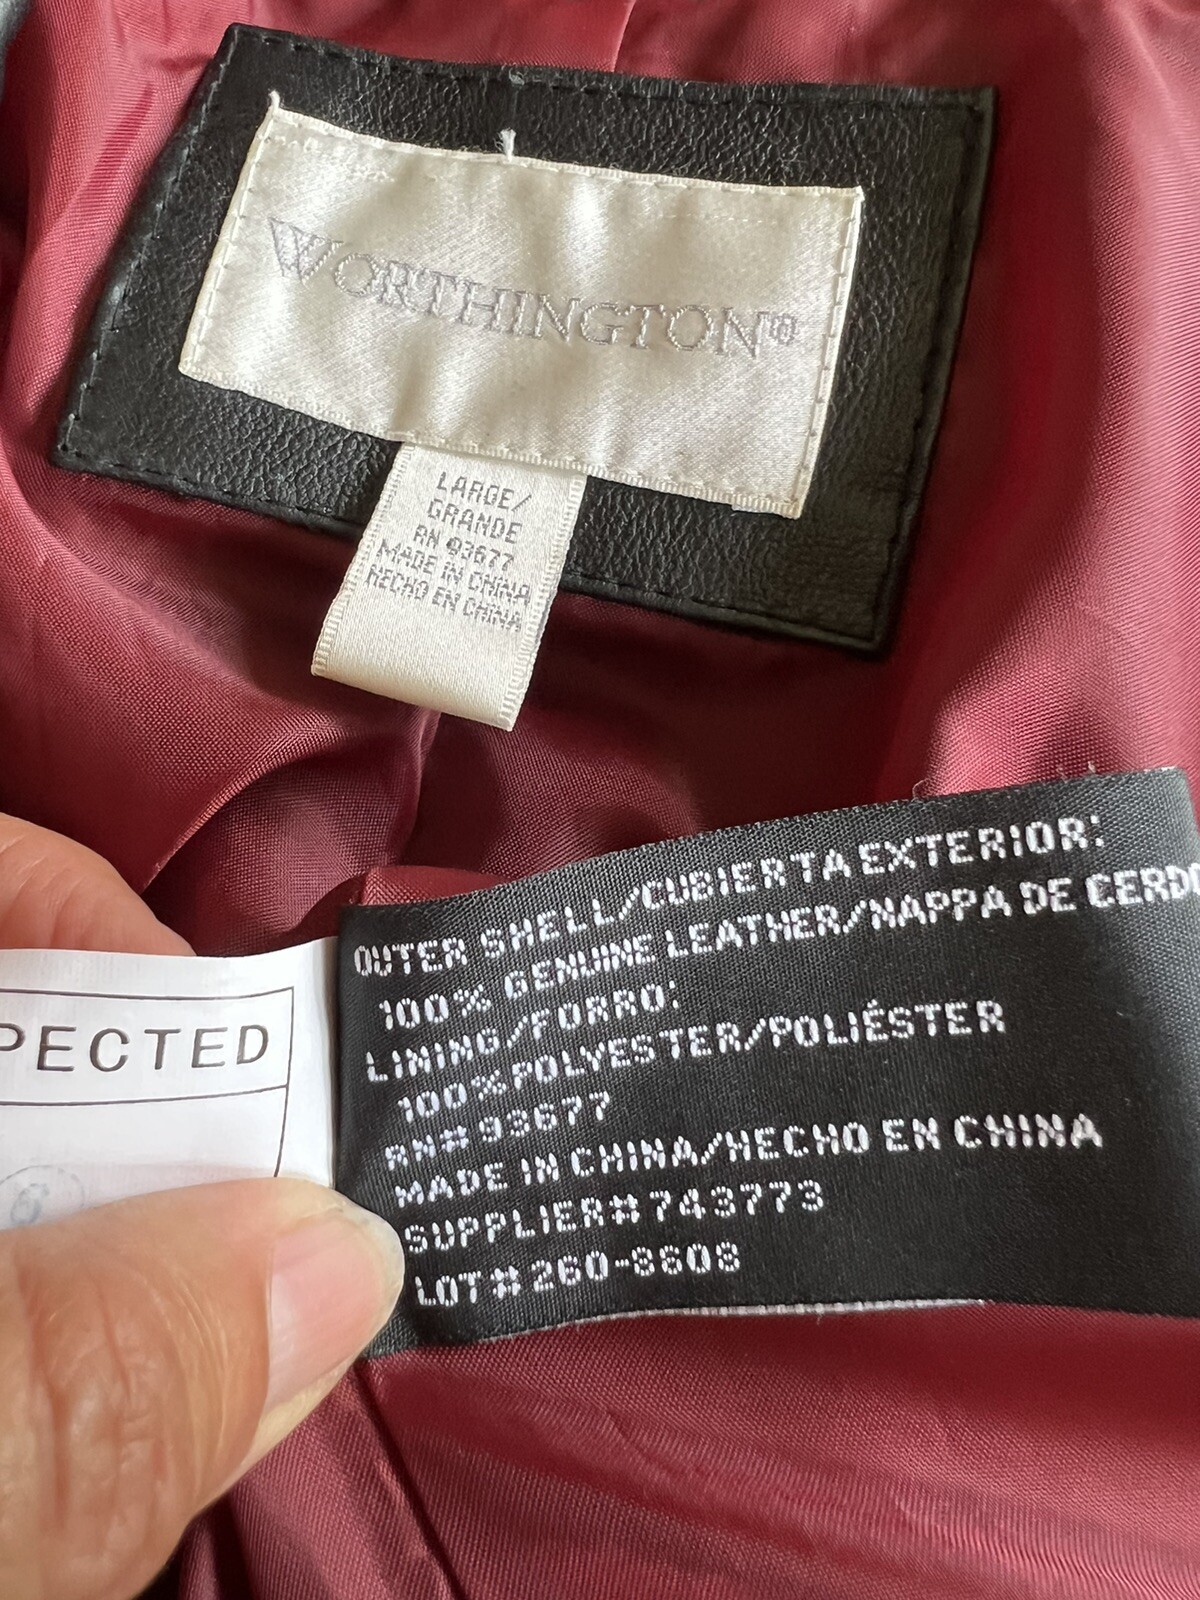 WORTHINGTON®
LARGE/
GRANDE
RN 93677
MADE IN CHINA
HECHO EN CHINA
OUTER SHELL/CUBIERTA EXTERIOR:
100% GENUINE LEATHER/NAPPA DE CERDO
LINING/FORRO:
100% POLYESTER/POLIÉSTER
RN# 93677
MADE IN CHINA/HECHO EN CHINA
SUPPLIER# 743773
LOT# 260-8608
PECTED
6